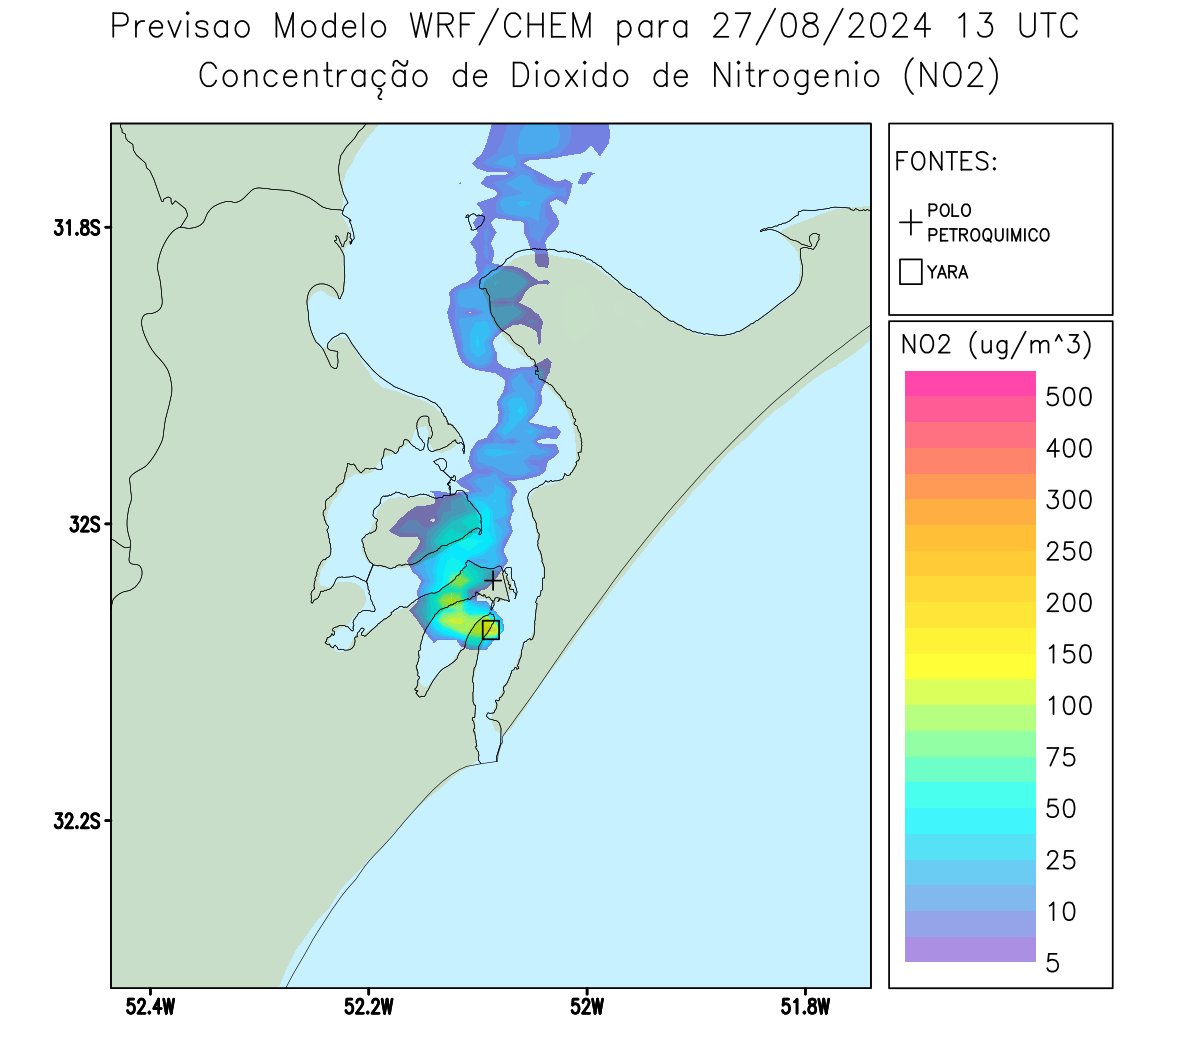 Previsao Modelo WRF/CHEM para 27/08/2024 13 UTC
Concentração de Dioxido de Nitrogenio (NO2)
FONTES:
POLO
PETROQUIMICO
YARA
NO2 (ug/m^3)
500
400
300
250
200
150
100
75
50
25
10
5
31.8S
32S
32.2S
52.4W
52.2W
52W
51.8W